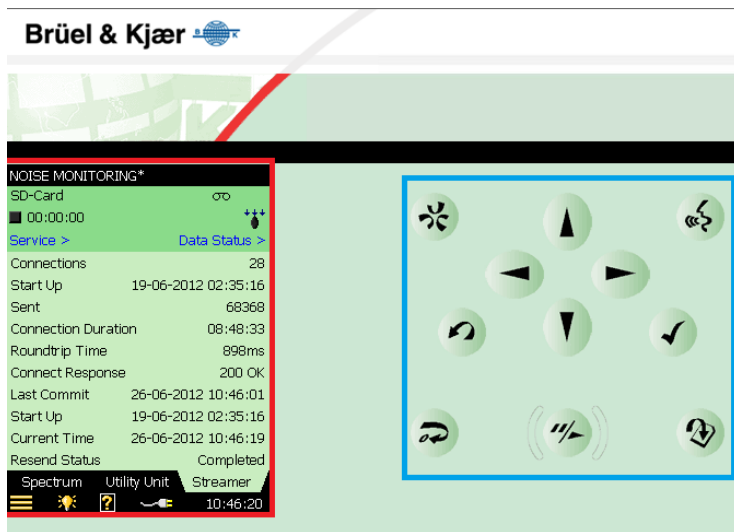 Brüel & Kjær B K
NOISE MONITORING*
SD-Card
00:00:00
Service > Data Status >
Connections 28
Start Up 19-06-2012 02:35:16
Sent 68368
Connection Duration 08:48:33
Roundtrip Time 898ms
Connect Response 200 OK
Last Commit 26-06-2012 10:46:01
Start Up 19-06-2012 02:35:16
Current Time 26-06-2012 10:46:19
Resend Status Completed
Spectrum Utility Unit Streamer
? 10:46:20